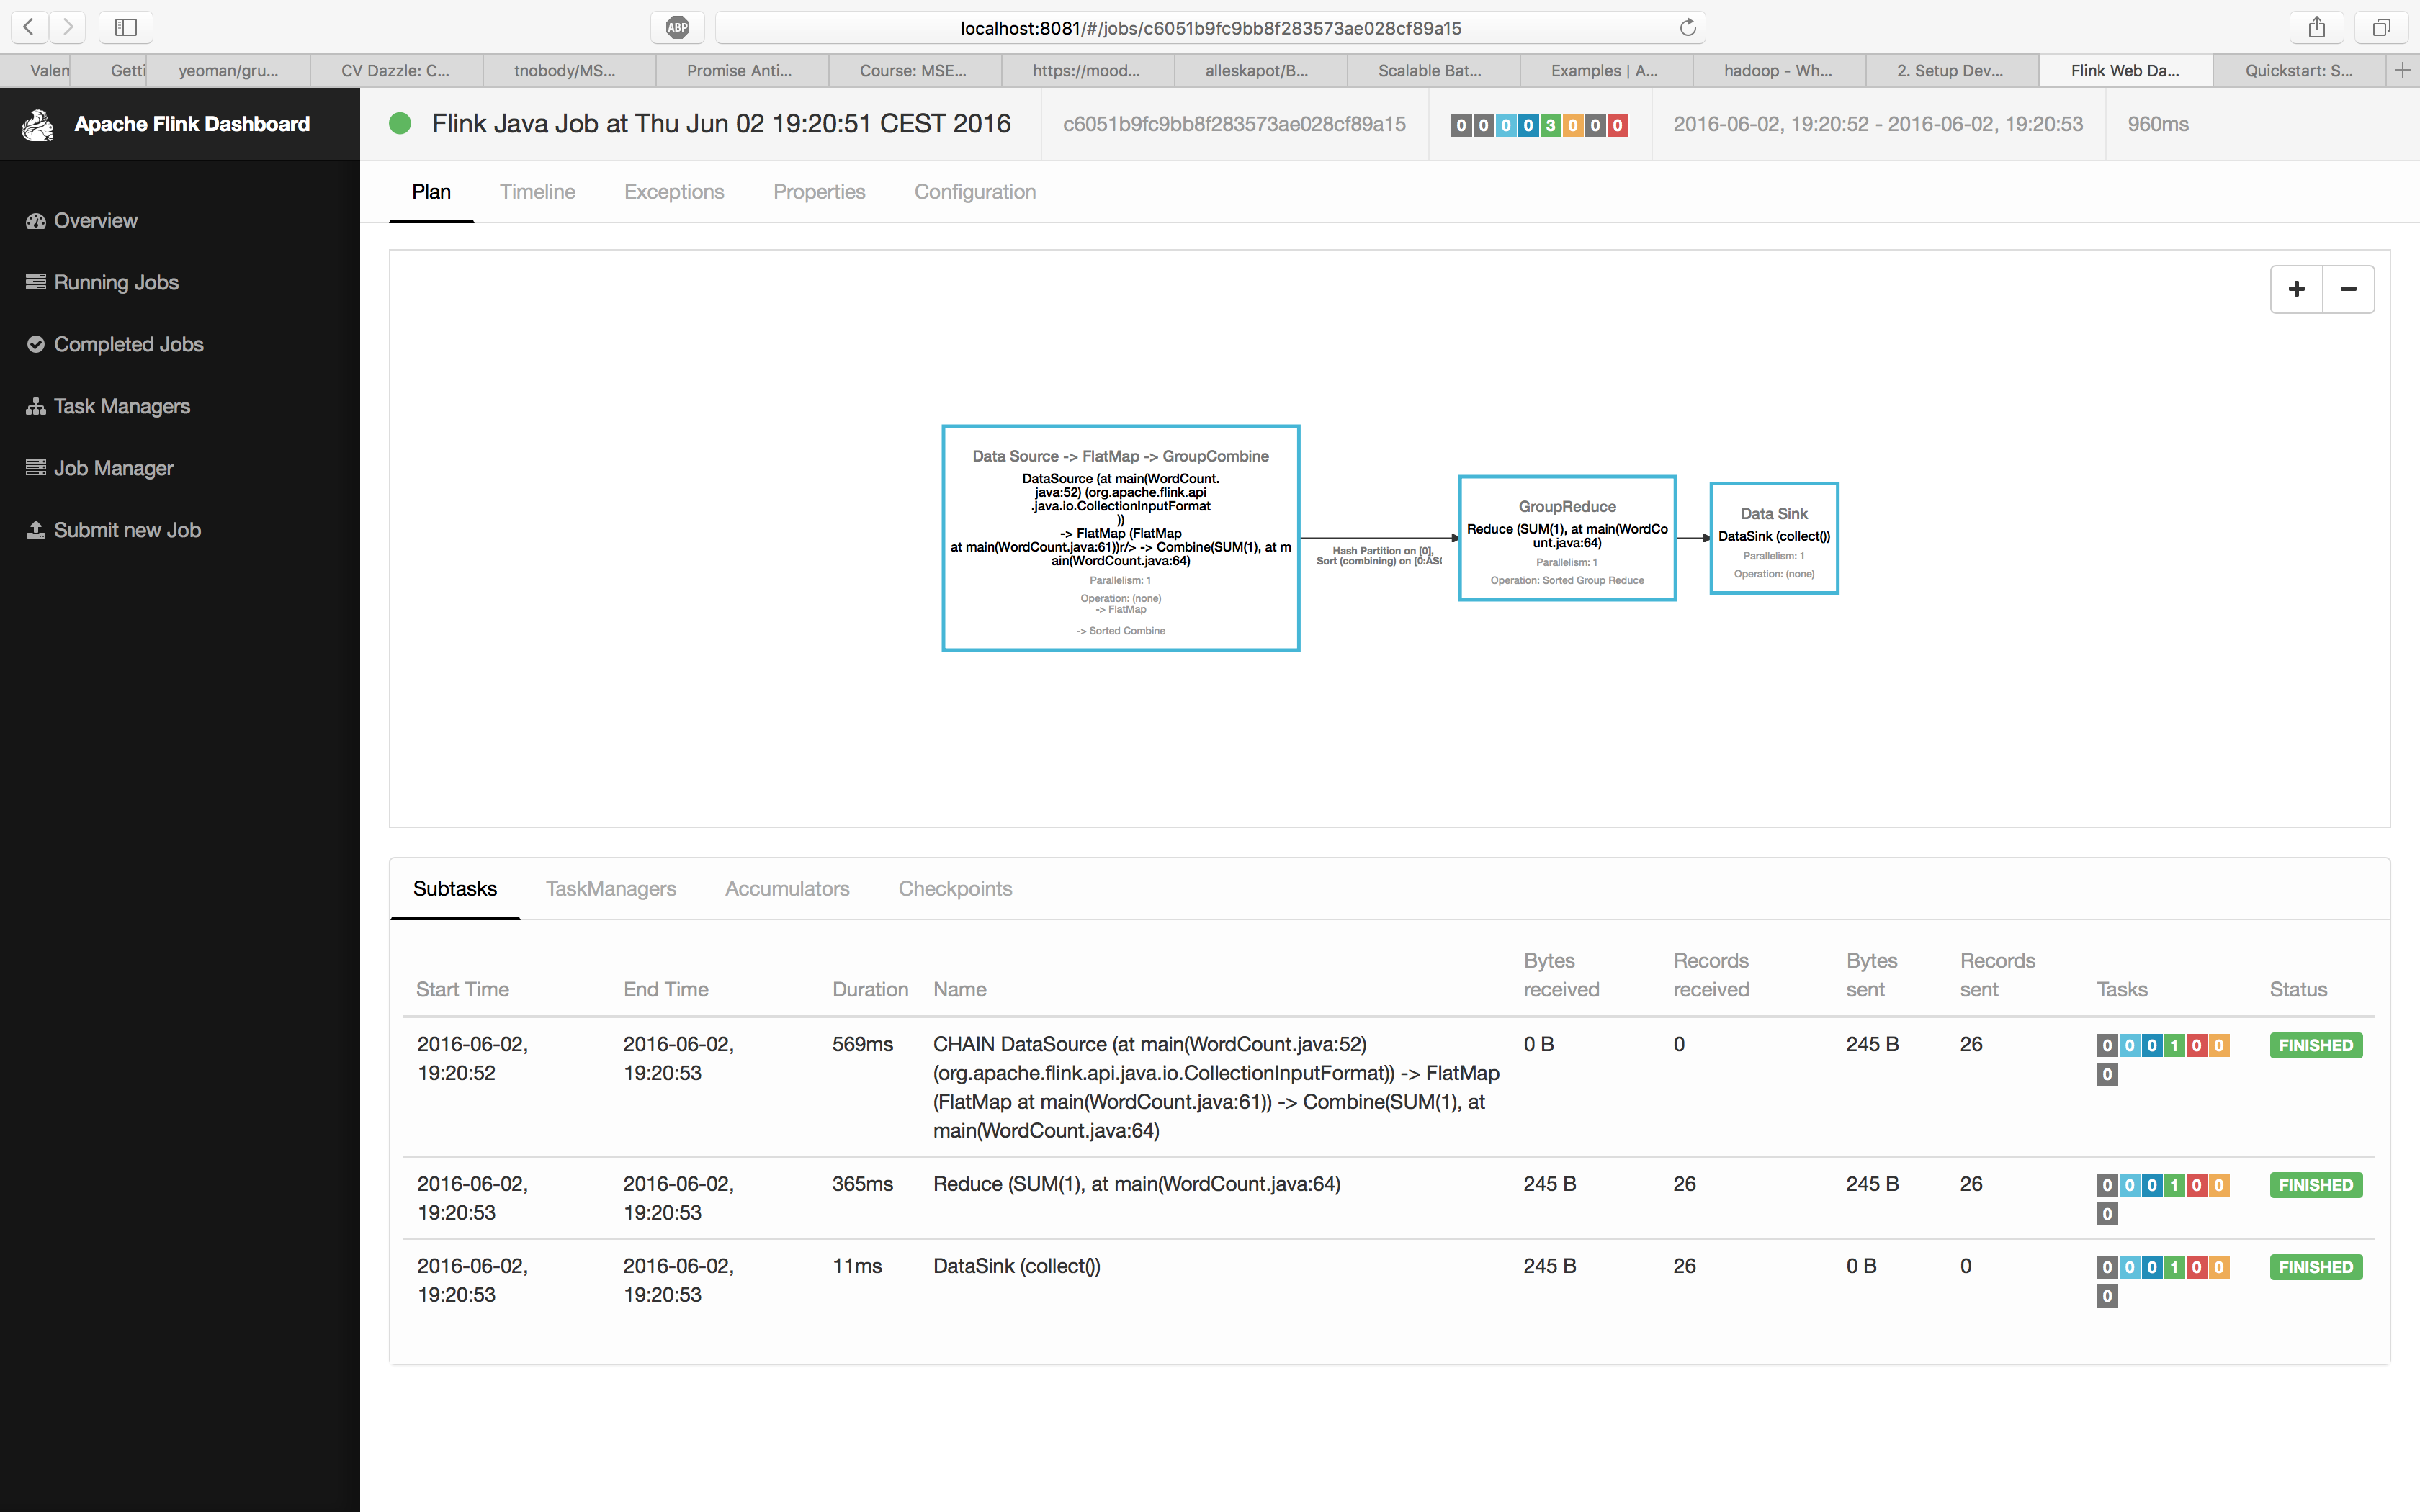 ABP
localhost:8081/#/jobs/c6051b9fc9bb8f283573ae028cf89a15
Valen
Getti
yeoman/gru...
CV Dazzle: C...
tnobody/MS...
Promise Anti...
Course: MSE...
https://mood...
alleskapot/B...
Scalable Bat...
Examples | A...
hadoop - Wh...
2. Setup Dev...
Flink Web Da...
Quickstart: S...
Apache Flink Dashboard
Flink Java Job at Thu Jun 02 19:20:51 CEST 2016
c6051b9fc9bb8f283573ae028cf89a15
0 0 0 0 3 0 0 0
2016-06-02, 19:20:52 - 2016-06-02, 19:20:53
960ms
Overview
Running Jobs
Completed Jobs
Task Managers
Job Manager
Submit new Job
Plan
Timeline
Exceptions
Properties
Configuration
+
−
Data Source -> FlatMap -> GroupCombine
DataSource (at main(WordCount.
java:52) (org.apache.flink.api
.java.io.CollectionInputFormat
))
-> FlatMap (FlatMap
at main(WordCount.java:61))r/> -> Combine(SUM(1), at m
ain(WordCount.java:64)
Parallelism: 1
Operation: (none)
-> FlatMap
-> Sorted Combine
Hash Partition on [0],
Sort (combining) on [0:AS
GroupReduce
Reduce (SUM(1), at main(WordCo
unt.java:64)
Parallelism: 1
Operation: Sorted Group Reduce
Data Sink
DataSink (collect())
Parallelism: 1
Operation: (none)
Subtasks
TaskManagers
Accumulators
Checkpoints
Start Time
End Time
Duration
Name
Bytes
received
Records
received
Bytes
sent
Records
sent
Tasks
Status
2016-06-02,
19:20:52
2016-06-02,
19:20:53
569ms
CHAIN DataSource (at main(WordCount.java:52)
(org.apache.flink.api.java.io.CollectionInputFormat)) -> FlatMap
(FlatMap at main(WordCount.java:61)) -> Combine(SUM(1), at
main(WordCount.java:64)
0 B
0
245 B
26
0 0 0 1 0 0
0
FINISHED
2016-06-02,
19:20:53
2016-06-02,
19:20:53
365ms
Reduce (SUM(1), at main(WordCount.java:64)
245 B
26
245 B
26
0 0 0 1 0 0
0
FINISHED
2016-06-02,
19:20:53
2016-06-02,
19:20:53
11ms
DataSink (collect())
245 B
26
0 B
0
0 0 0 1 0 0
0
FINISHED